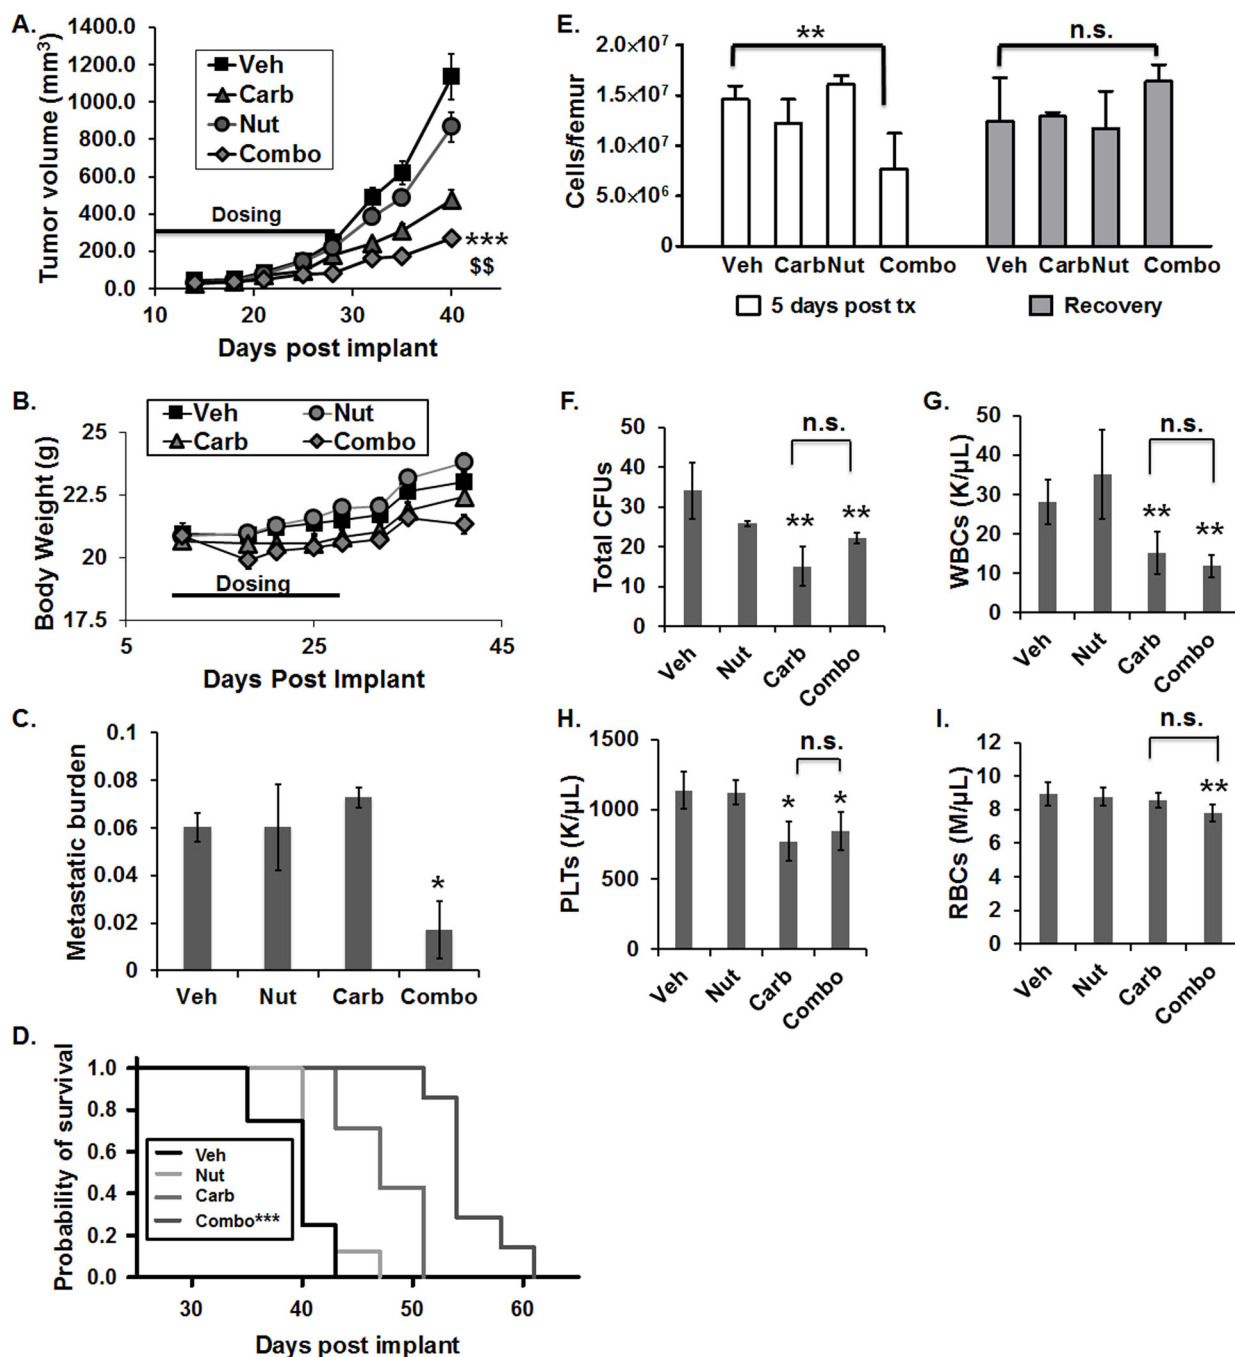 A.
Tumor volume (mm³)
1400.0
1200.0
1000.0
800.0
600.0
400.0
200.0
0.0
Veh
Carb
Nut
Combo
Dosing
***
$$
10 20 30 40
Days post implant
B.
Body Weight (g)
25
22.5
20
17.5
Veh Nut
Carb Combo
Dosing
5 25 45
Days Post Implant
C.
Metastatic burden
0.1
0.08
0.06
0.04
0.02
0
*
Veh Nut Carb Combo
D.
Probability of survival
1.0
0.8
0.6
0.4
0.2
0.0
Veh
Nut
Carb
Combo***
30 40 50 60
Days post implant
E.
Cells/femur
2.0×10⁷
1.5×10⁷
1.0×10⁷
5.0×10⁶
0
** n.s.
Veh Carb Nut Combo Veh Carb Nut Combo
5 days post tx Recovery
F.
Total CFUs
50
40
30
20
10
0
n.s.
** **
Veh Nut Carb Combo
G.
WBCs (K/µL)
50
40
30
20
10
0
n.s.
** **
Veh Nut Carb Combo
H.
PLTs (K/µL)
1500
1000
500
0
n.s.
* *
Veh Nut Carb Combo
I.
RBCs (M/µL)
12
10
8
6
4
2
0
n.s.
**
Veh Nut Carb Combo